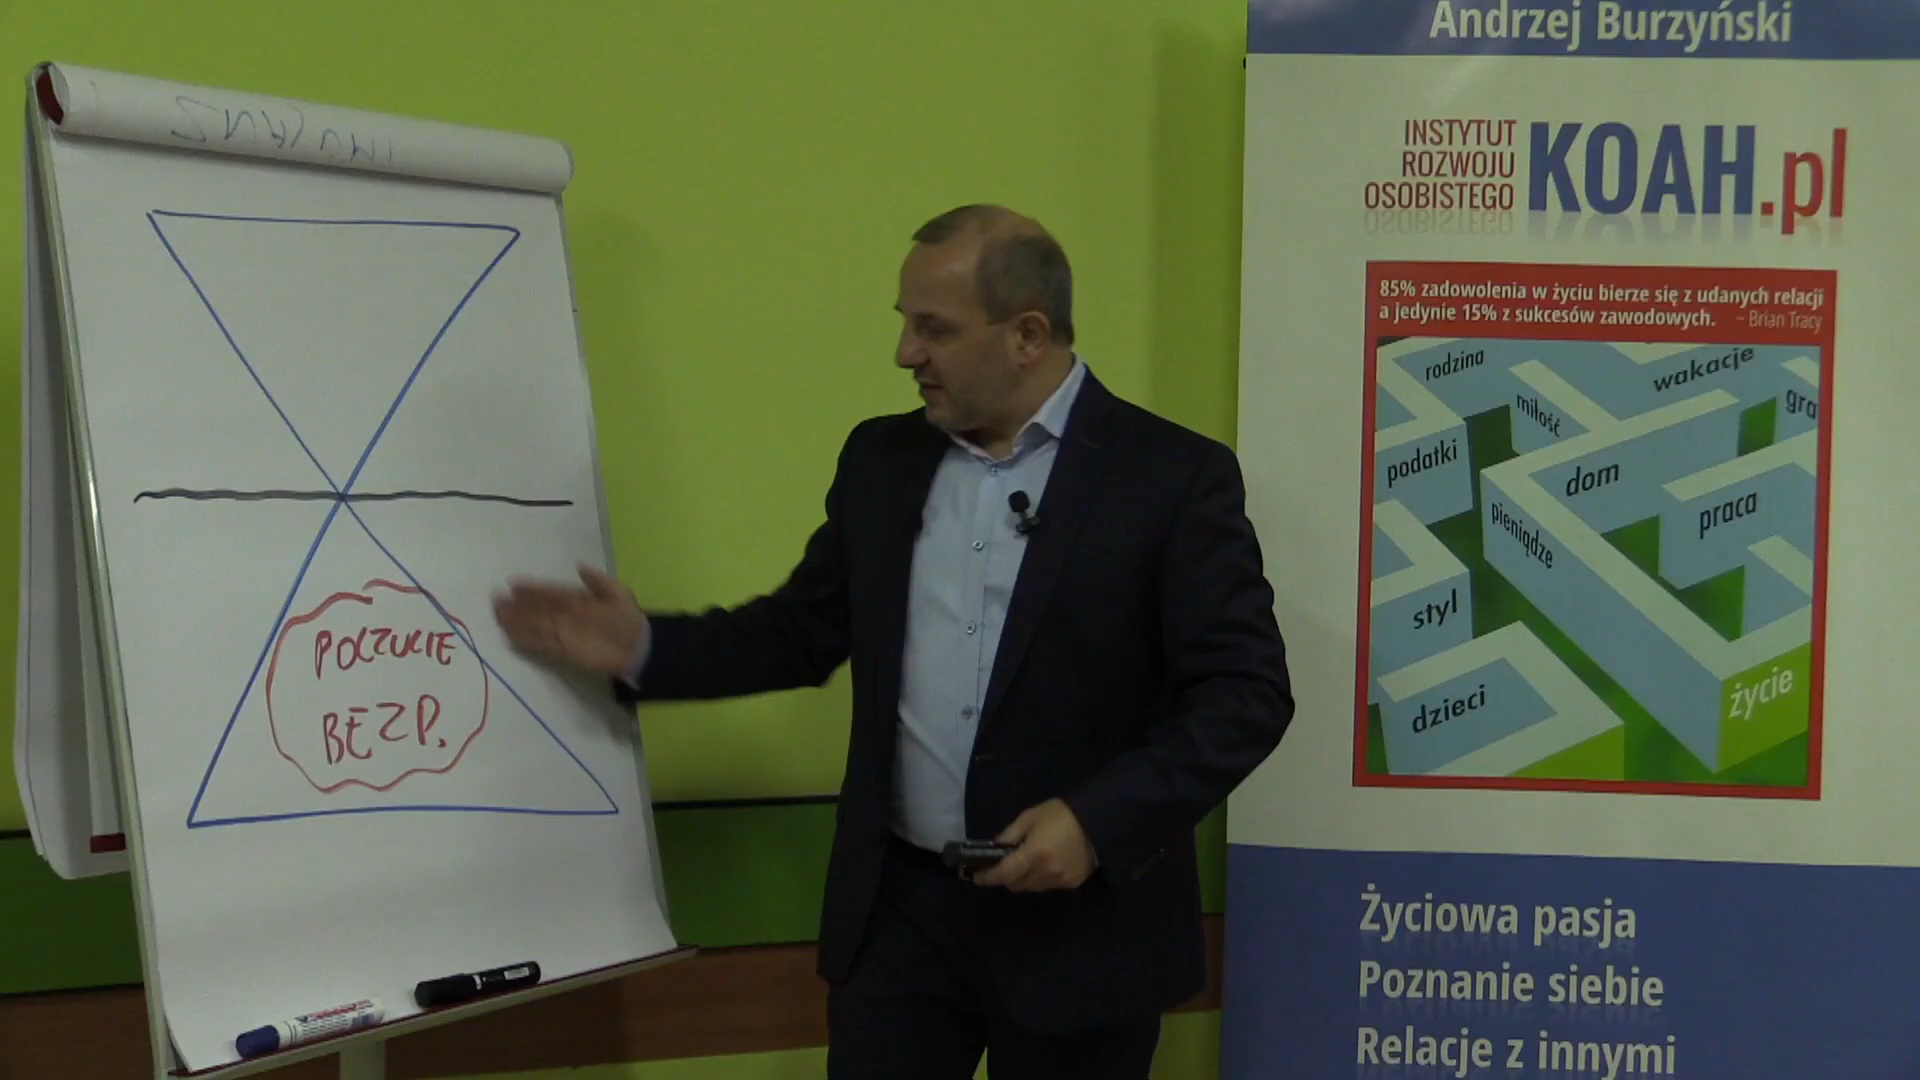 POCZUCIE
BEZP.
Andrzej Burzyński
INSTYTUT
ROZWOJU
OSOBISTEGO
KOAH.pl
85% zadowolenia w życiu bierze się z udanych relacji
a jedynie 15% z sukcesów zawodowych. ~ Brian Tracy
rodzina
wakacje
miłość
gra
podatki
dom
pieniądze
praca
styl
dzieci
życie
Życiowa pasja
Poznanie siebie
Relacje z innymi